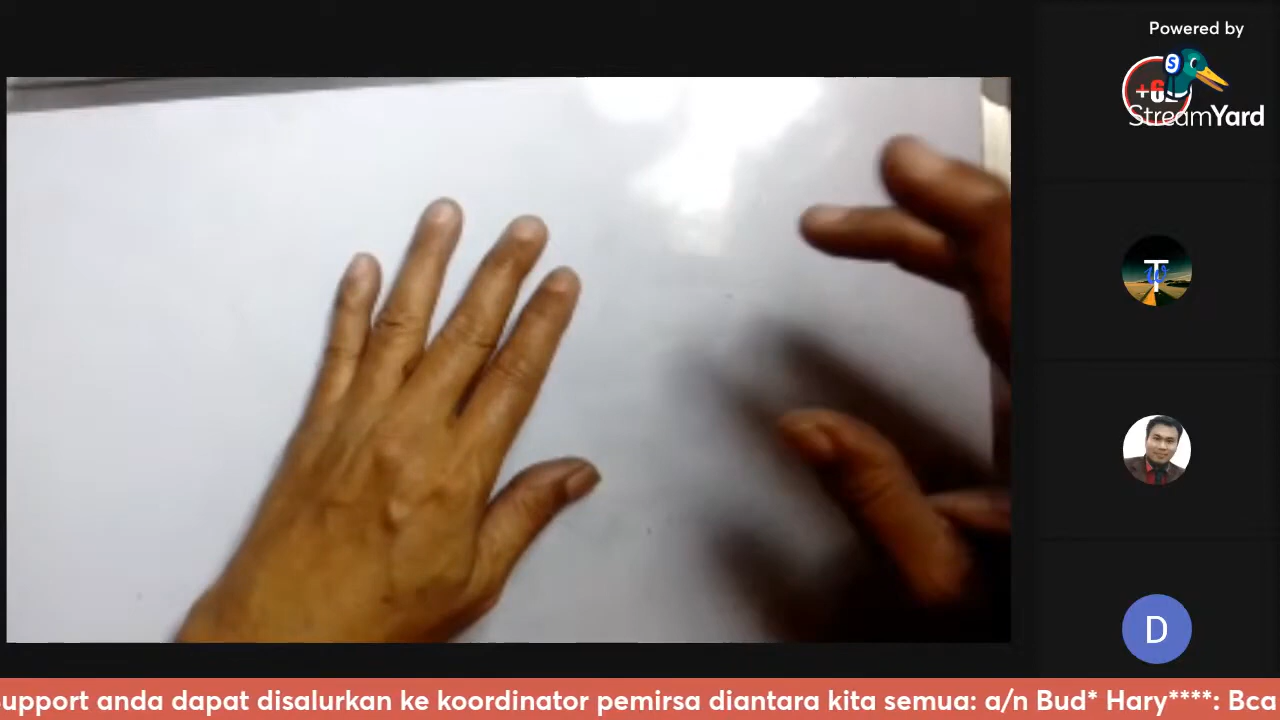 Powered by
S
StreamYard
T
D
upport anda dapat disalurkan ke koordinator pemirsa diantara kita semua: a/n Bud* Hary****: Bca